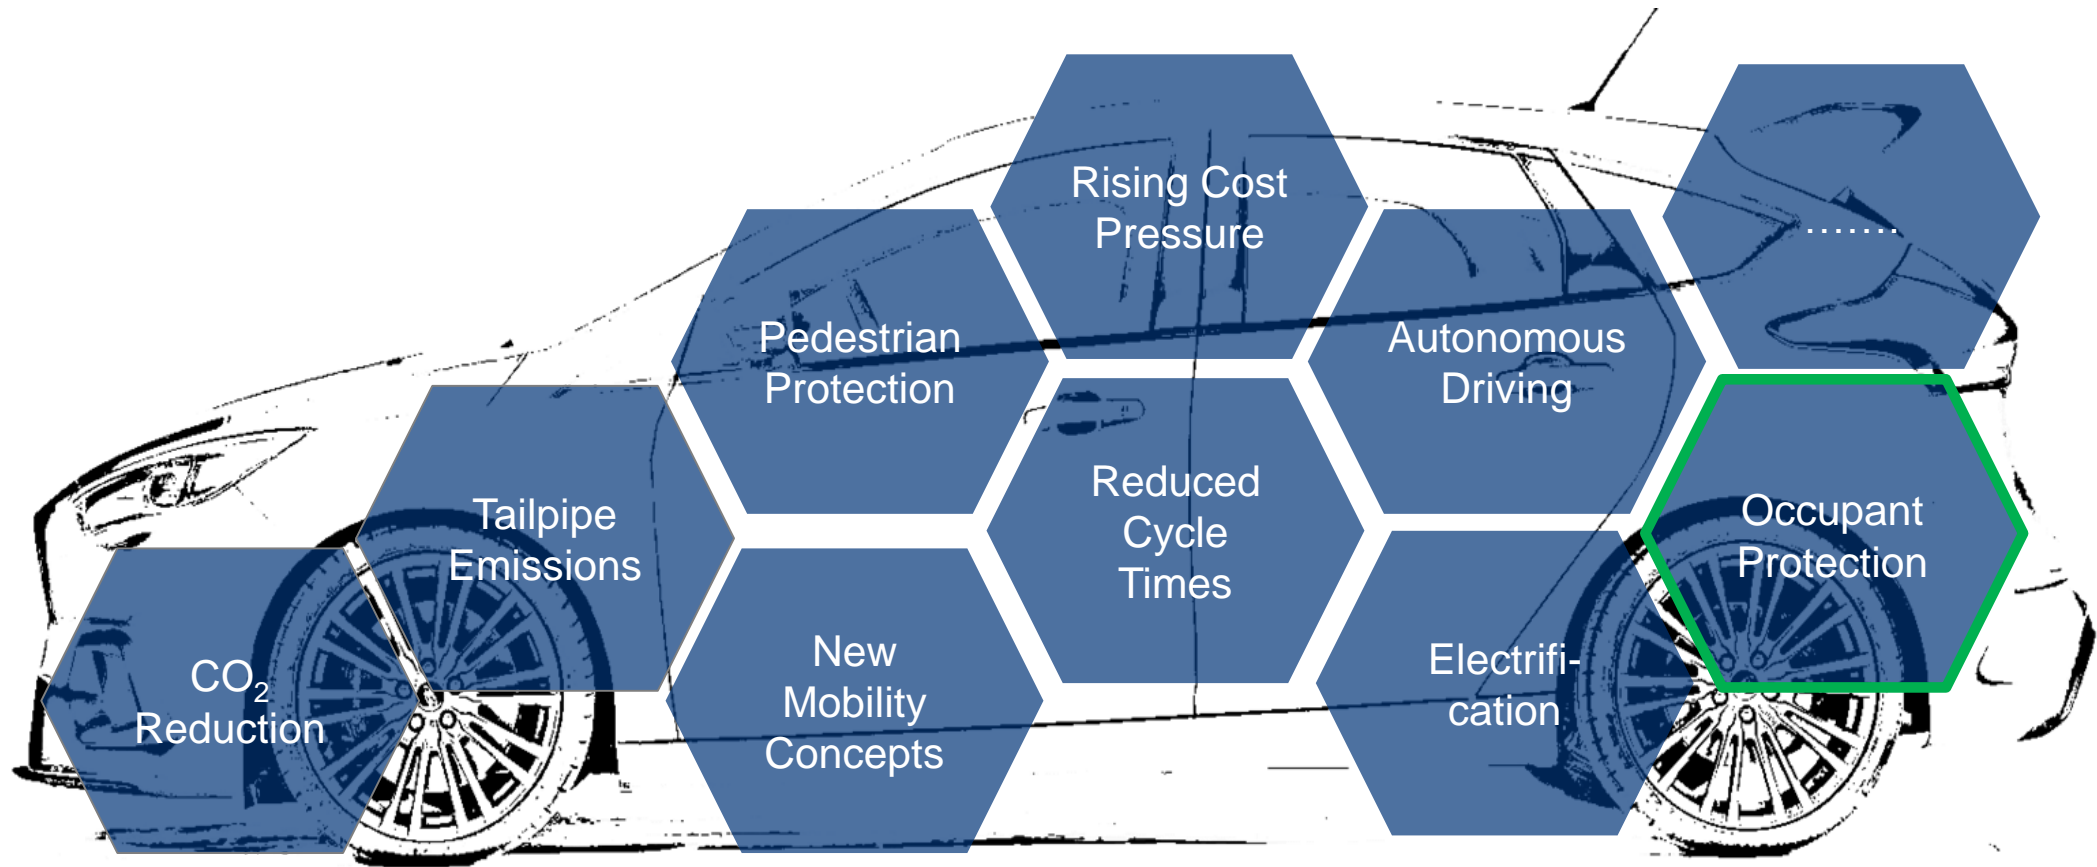 Rising Cost
Pressure
.......
Pedestrian
Protection
Autonomous
Driving
Tailpipe
Emissions
Reduced
Cycle
Times
Occupant
Protection
CO₂
Reduction
New
Mobility
Concepts
Electrifi-
cation